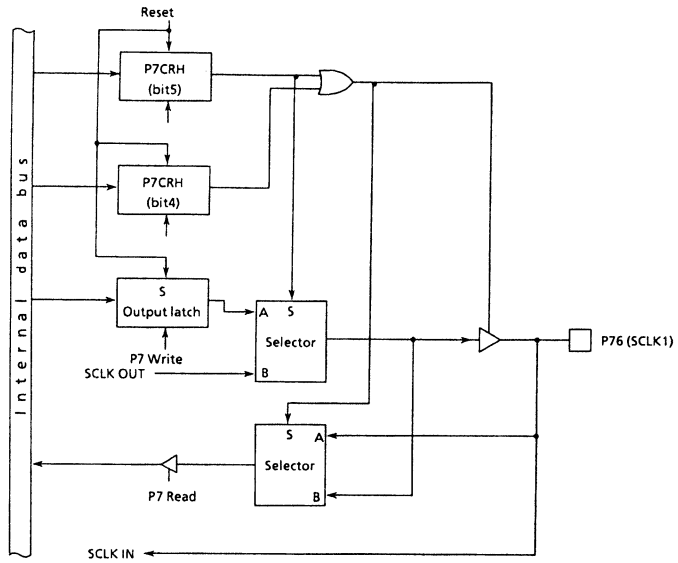 Reset
P7CRH
(bit5)
P7CRH
(bit4)
Internal data bus
S
Output latch
P7 Write
SCLK OUT
A
S
Selector
B
P76 (SCLK1)
S
A
Selector
B
P7 Read
SCLK IN